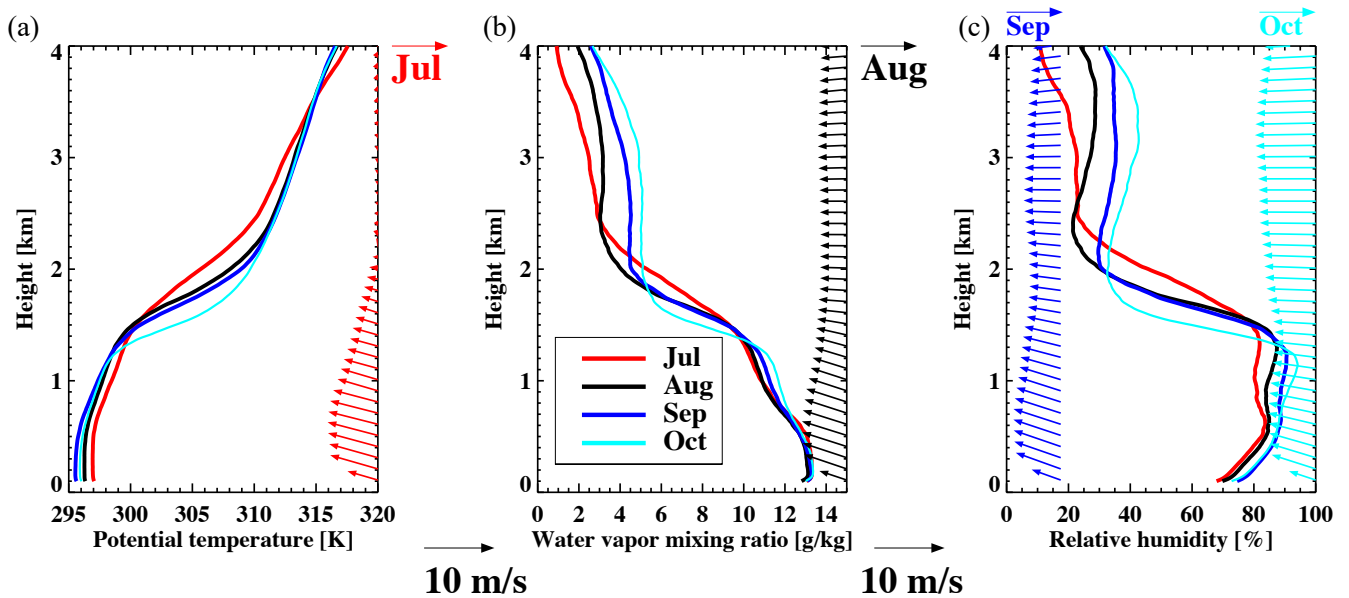 (a)
(b)
(c)
Jul
Aug
Sep
Oct
4
3
2
1
0
Height [km]
295 300 305 310 315 320
Potential temperature [K]
4
3
2
1
0
Height [km]
Jul
Aug
Sep
Oct
0 2 4 6 8 10 12 14
Water vapor mixing ratio [g/kg]
4
3
2
1
0
Height [km]
0 20 40 60 80 100
Relative humidity [%]
10 m/s
10 m/s